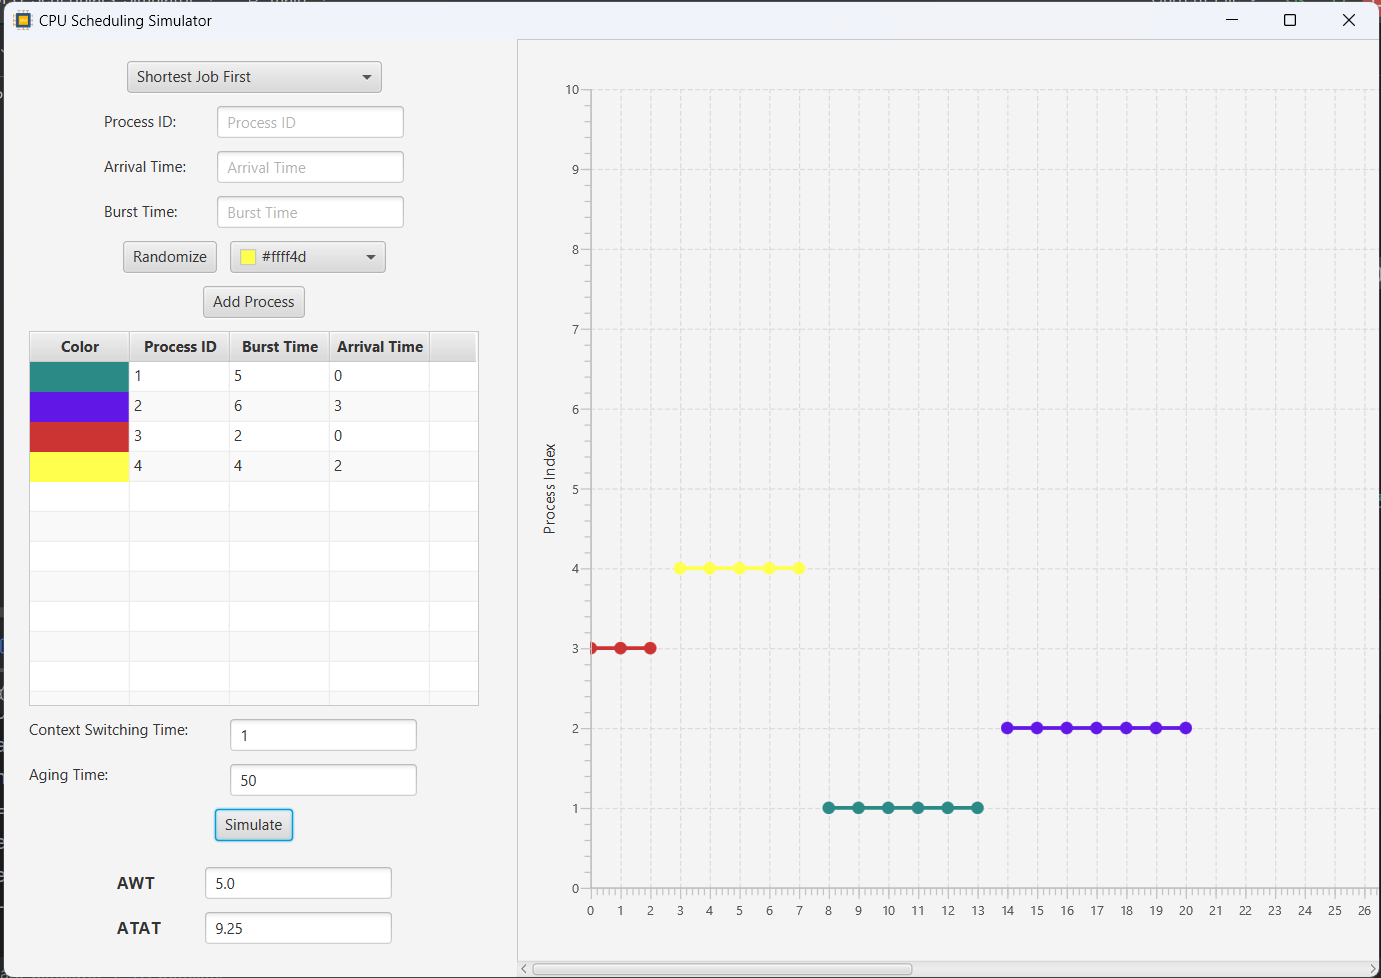 CPU Scheduling Simulator
Shortest Job First
Process ID: Process ID
Arrival Time: Arrival Time
Burst Time: Burst Time
Randomize #ffff4d
Add Process
Color Process ID Burst Time Arrival Time
1 5 0
2 6 3
3 2 0
4 4 2
Context Switching Time: 1
Aging Time: 50
Simulate
AWT 5.0
ATAT 9.25
Process Index
10
9
8
7
6
5
4
3
2
1
0
0 1 2 3 4 5 6 7 8 9 10 11 12 13 14 15 16 17 18 19 20 21 22 23 24 25 26